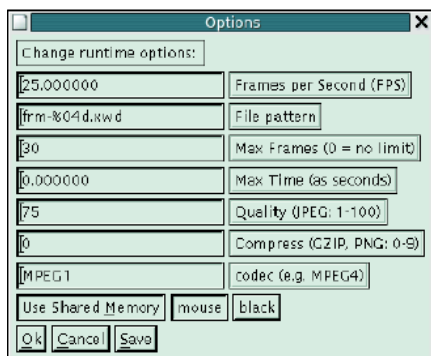 Options
Change runtime options:
25.000000 Frames per Second (FPS)
frm-%04d.xwd File pattern
30 Max Frames (0 = no limit)
0.000000 Max Time (as seconds)
75 Quality (JPEG: 1-100)
0 Compress (GZIP, PNG: 0-9)
MPEG1 codec (e.g. MPEG4)
Use Shared Memory mouse black
Ok Cancel Save